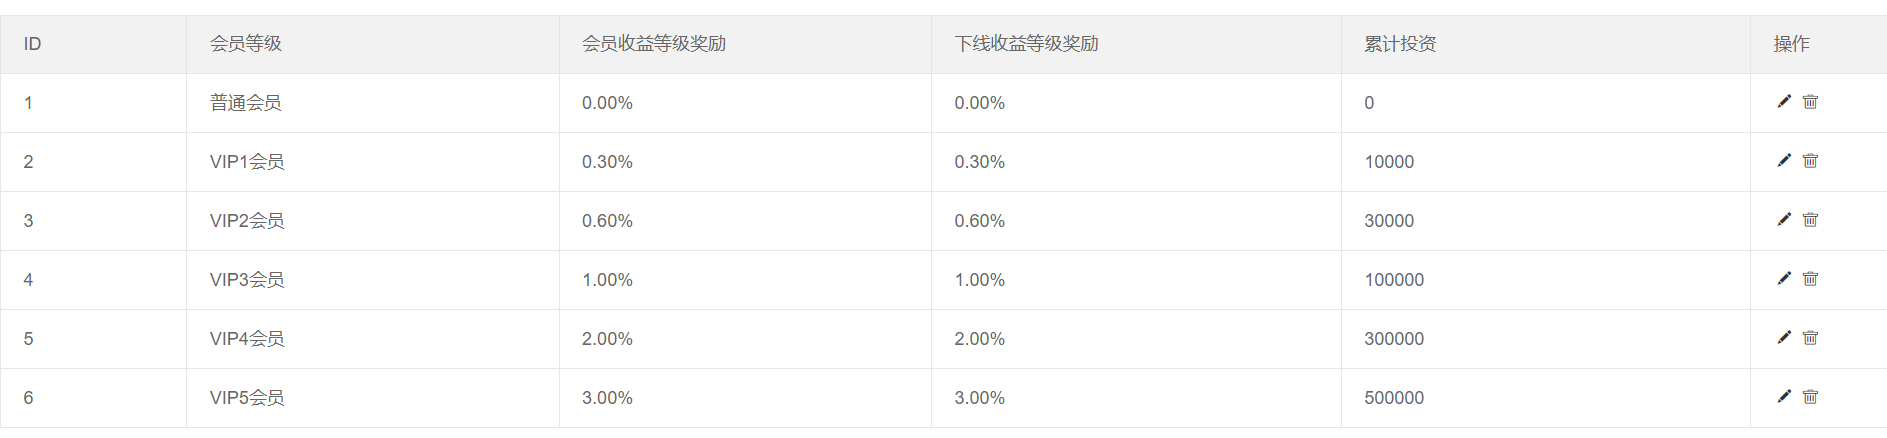 ID 会员等级 会员收益等级奖励 下线收益等级奖励 累计投资 操作
1 普通会员 0.00% 0.00% 0
2 VIP1会员 0.30% 0.30% 10000
3 VIP2会员 0.60% 0.60% 30000
4 VIP3会员 1.00% 1.00% 100000
5 VIP4会员 2.00% 2.00% 300000
6 VIP5会员 3.00% 3.00% 500000